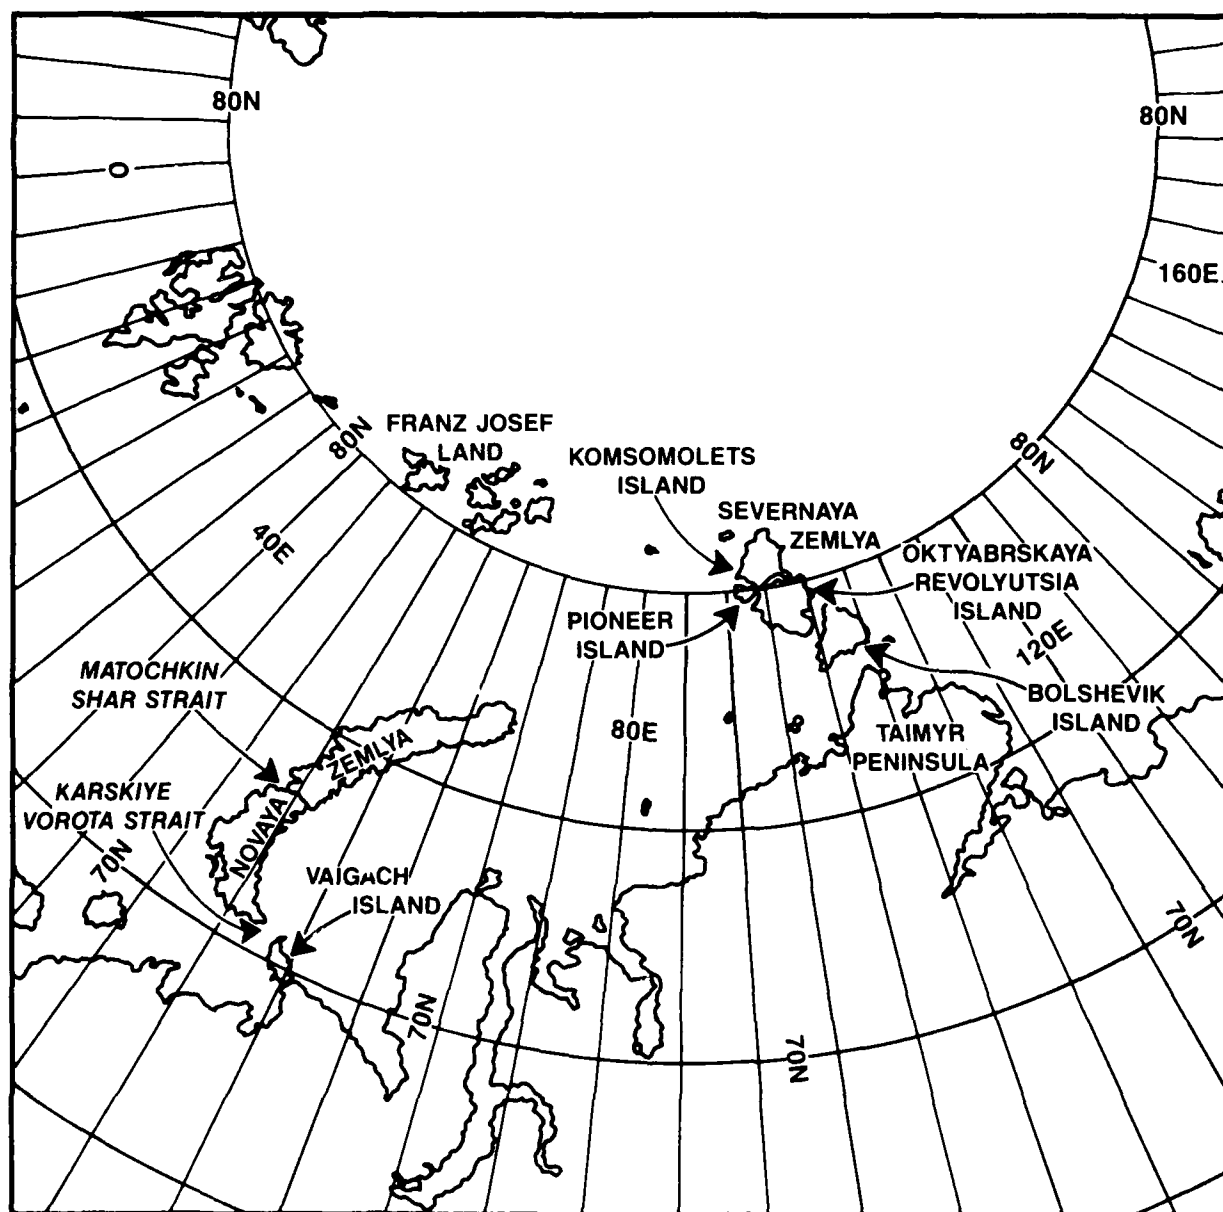 80N
80N
0
160E
FRANZ JOSEF
LAND
80N
80N
KOMSOMOLETS
ISLAND
SEVERNAYA
ZEMLYA
40E
OKTYABRSKAYA
REVOLYUTSIA
ISLAND
PIONEER
ISLAND
120E
MATOCHKIN
SHAR STRAIT
BOLSHEVIK
ISLAND
80E
TAIMYR
PENINSULA
NOVAYA
ZEMLYA
KARSKIYE
VOROTA STRAIT
70N
VAIGACH
ISLAND
70N
70N
70N